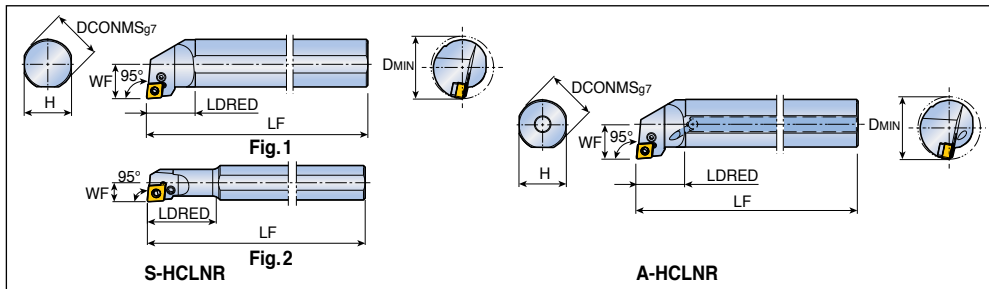 DCONMSg7
WF
95°
H
LDRED
LF
Fig.1
DMIN
WF
95°
LDRED
LF
Fig.2
S-HCLNR
DCONMSg7
WF
95°
H
LDRED
LF
DMIN
A-HCLNR